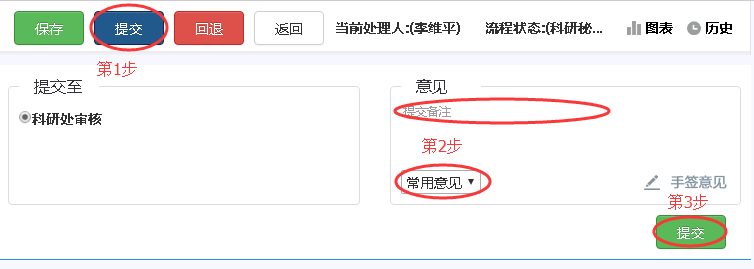 保存 提交 回退 返回 当前处理人:(李维平) 流程状态:(科研秘... 图表 历史
第1步
提交至 意见
提交备注
科研处审核
第2步
常用意见 手签意见
第3步
提交